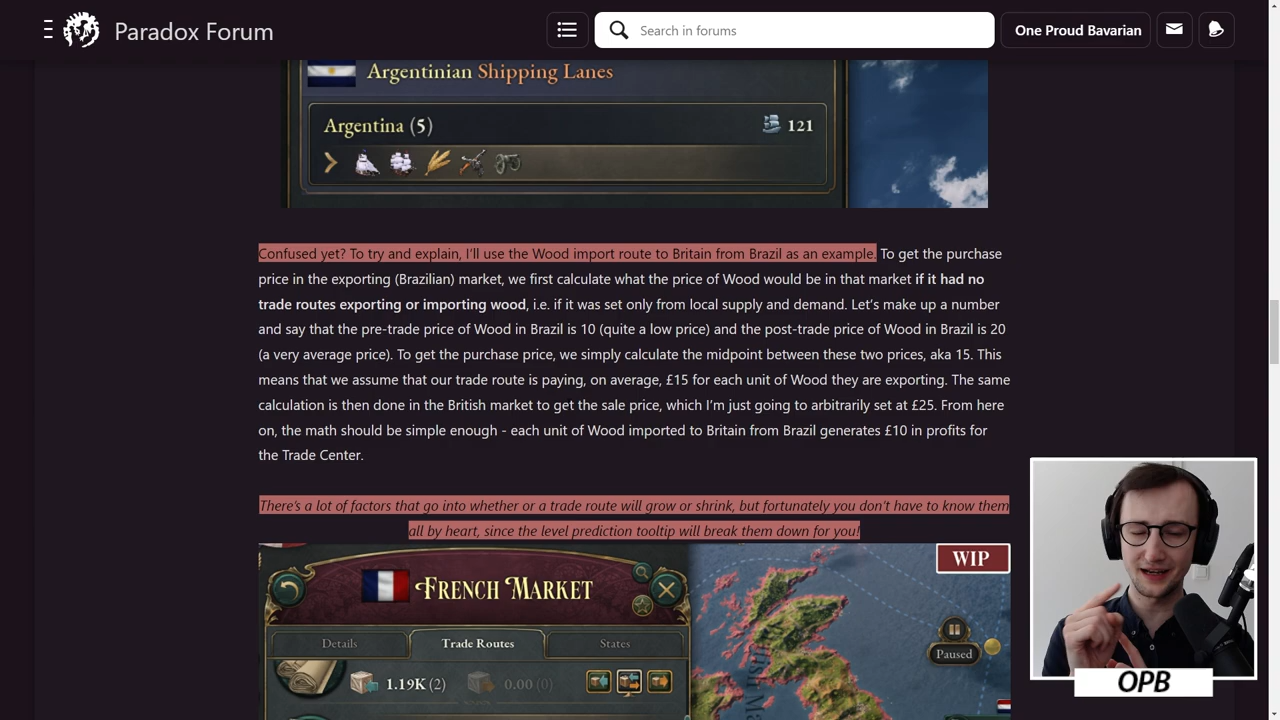 Paradox Forum
Search in forums
One Proud Bavarian
Argentinian Shipping Lanes
Argentina (5)
121
Confused yet? To try and explain, I'll use the Wood import route to Britain from Brazil as an example. To get the purchase
price in the exporting (Brazilian) market, we first calculate what the price of Wood would be in that market if it had no
trade routes exporting or importing wood, i.e. if it was set only from local supply and demand. Let's make up a number
and say that the pre-trade price of Wood in Brazil is 10 (quite a low price) and the post-trade price of Wood in Brazil is 20
(a very average price). To get the purchase price, we simply calculate the midpoint between these two prices, aka 15. This
means that we assume that our trade route is paying, on average, £15 for each unit of Wood they are exporting. The same
calculation is then done in the British market to get the sale price, which I'm just going to arbitrarily set at £25. From here
on, the math should be simple enough - each unit of Wood imported to Britain from Brazil generates £10 in profits for
the Trade Center.
There's a lot of factors that go into whether or a trade route will grow or shrink, but fortunately you don't have to know them
all by heart, since the level prediction tooltip will break them down for you!
French Market
WIP
Details
Trade Routes
States
Paused
1.19K (2)
0.00 (0)
OPB